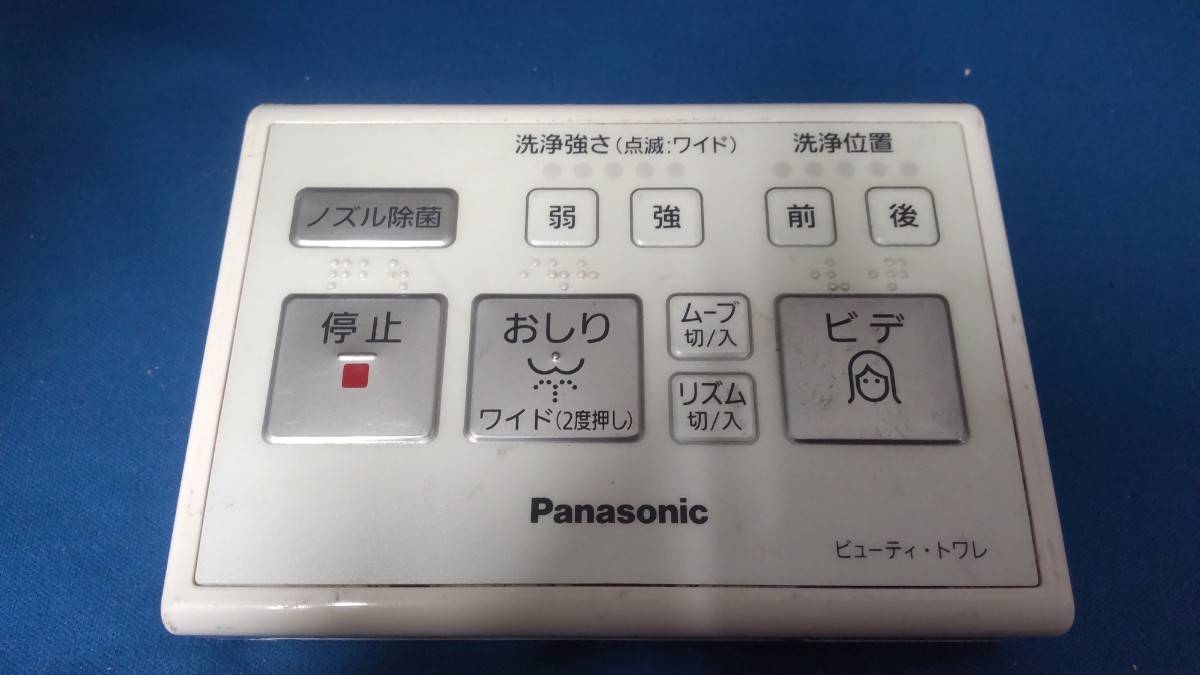 洗浄強さ(点滅:ワイド)
洗浄位置
ノズル除菌
弱
強
前
後
停止
おしり
ワイド(2度押し)
ムーブ
切/入
リズム
切/入
ビデ
Panasonic
ビューティ・トワレ